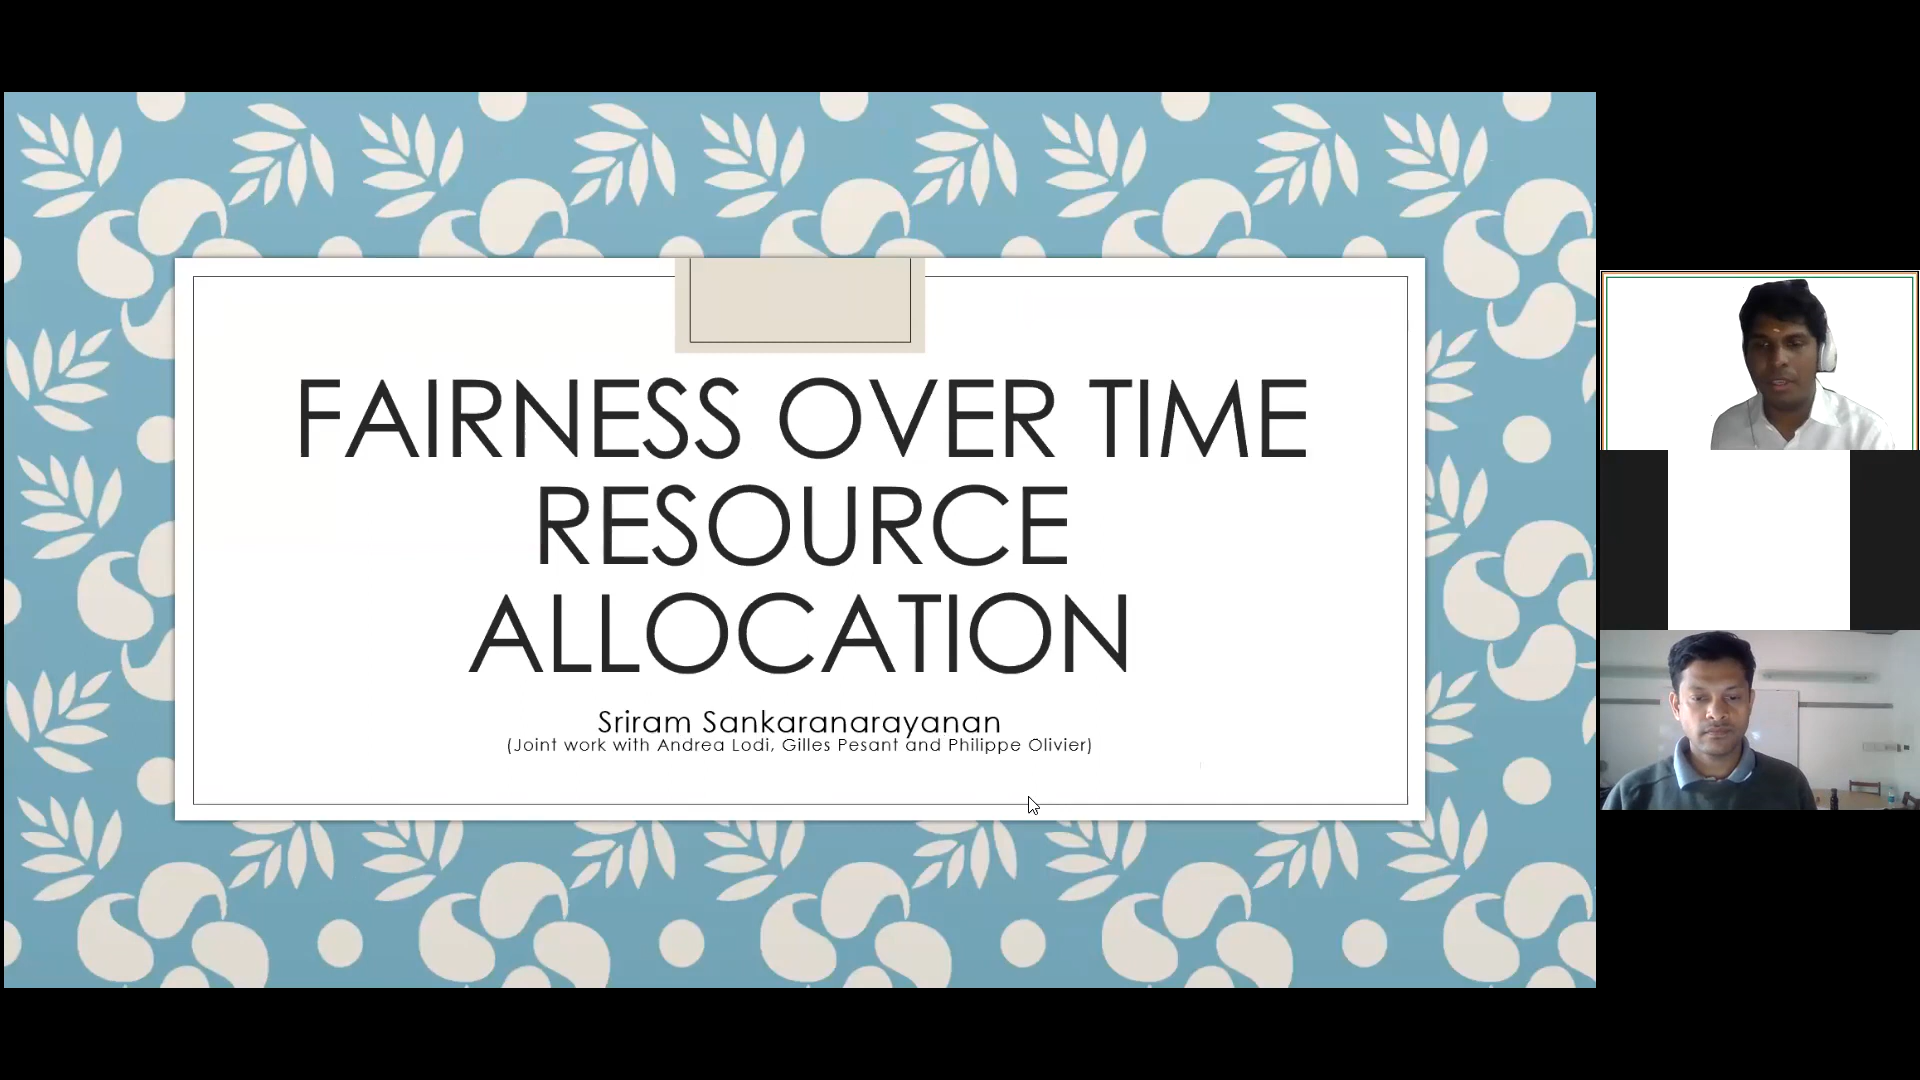 FAIRNESS OVER TIME
RESOURCE
ALLOCATION
Sriram Sankaranarayanan
(Joint work with Andrea Lodi, Gilles Pesant and Philippe Olivier)